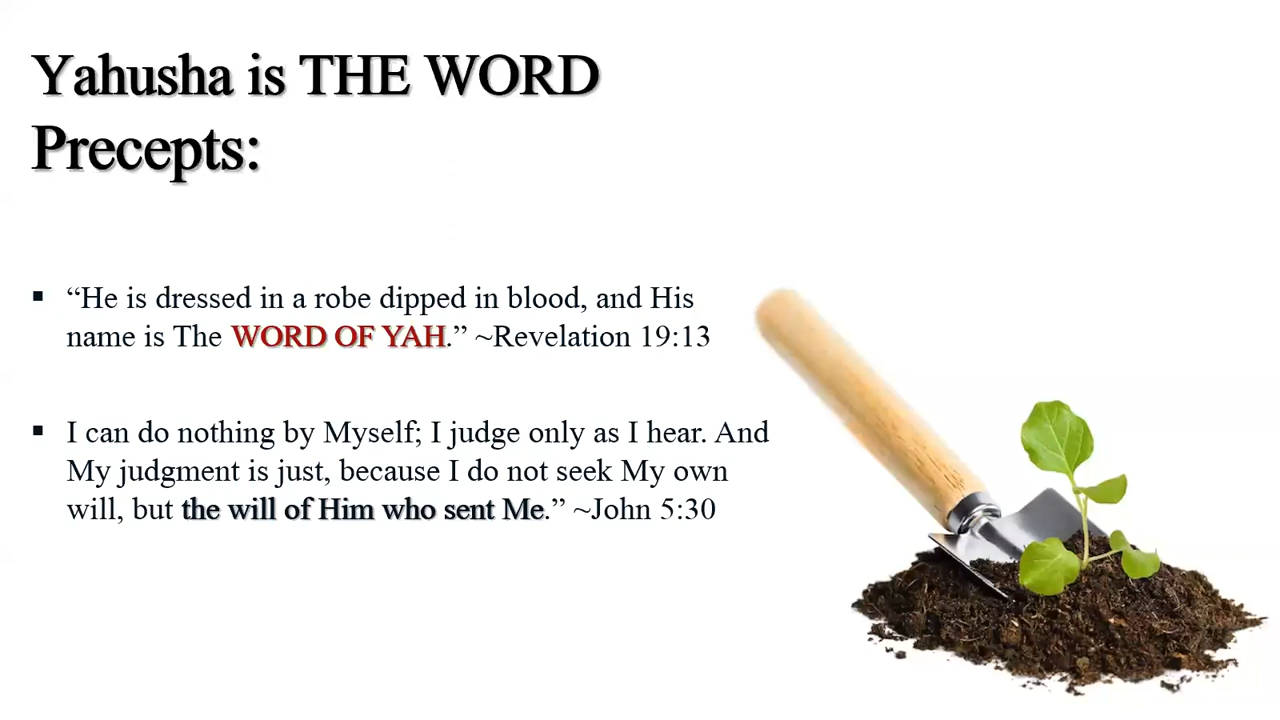 Yahusha is THE WORD
Precepts:
▪ “He is dressed in a robe dipped in blood, and His
name is The WORD OF YAH.” ~Revelation 19:13
▪ I can do nothing by Myself; I judge only as I hear. And
My judgment is just, because I do not seek My own
will, but the will of Him who sent Me.” ~John 5:30